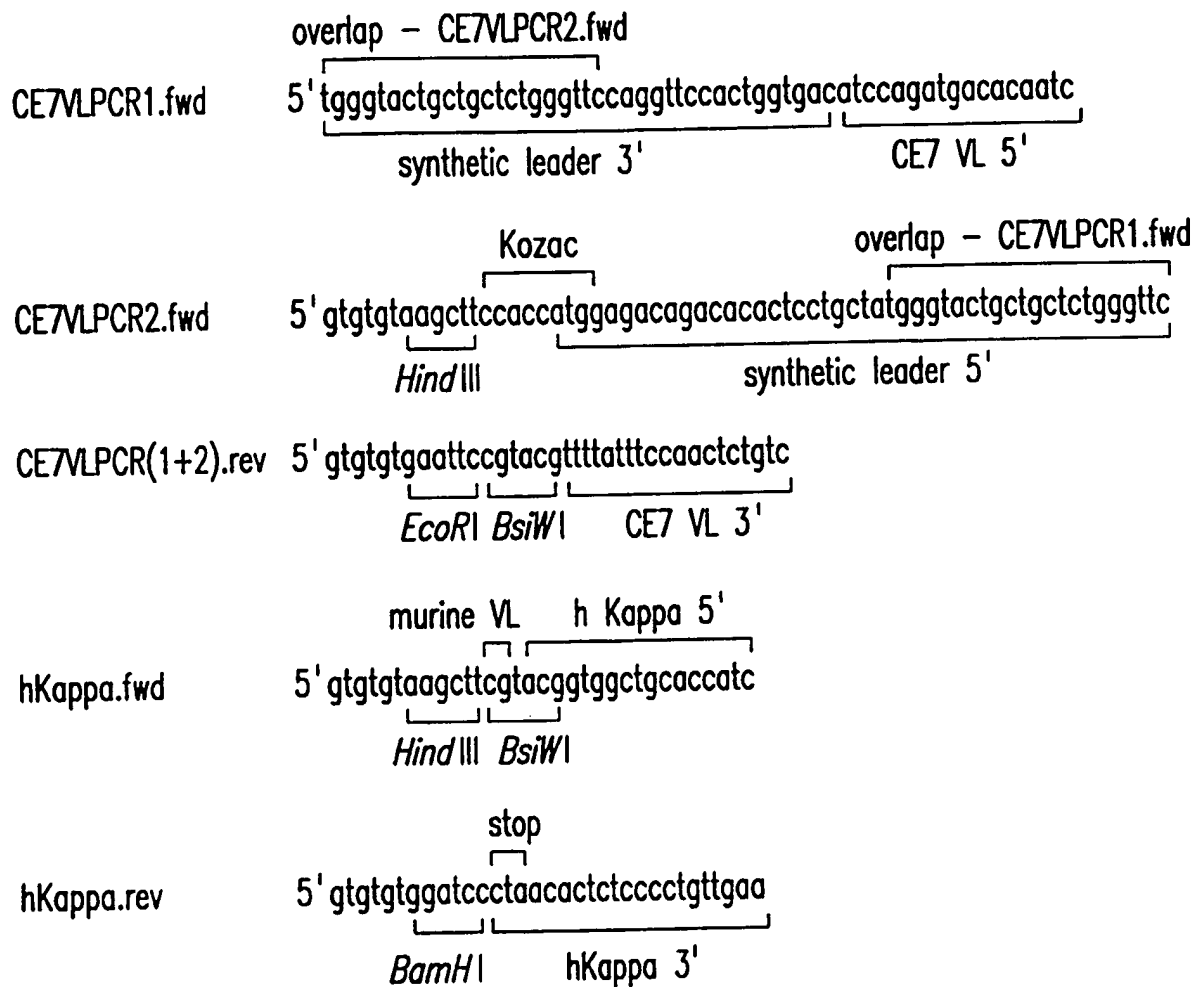 overlap – CE7VLPCR2.fwd
CE7VLPCR1.fwd 5'tgggtactgctgctctgggttccaggttccactggtgacatccagatgacacaatc
synthetic leader 3' CE7 VL 5'
Kozac overlap – CE7VLPCR1.fwd
CE7VLPCR2.fwd 5'gtgtgtaagcttccaccatggagacagacacactcctgctatgggtactgctgctctgggttc
HindIII synthetic leader 5'
CE7VLPCR(1+2).rev 5'gtgtgtgaattccgtacgttttatttccaactctgtc
EcoRI BsiWI CE7 VL 3'
murine VL h Kappa 5'
hKappa.fwd 5'gtgtgtaagcttcgtacggtggctgcaccatc
HindIII BsiWI
stop
hKappa.rev 5'gtgtgtggatccctaacactctcccctgttgaa
BamHI hKappa 3'